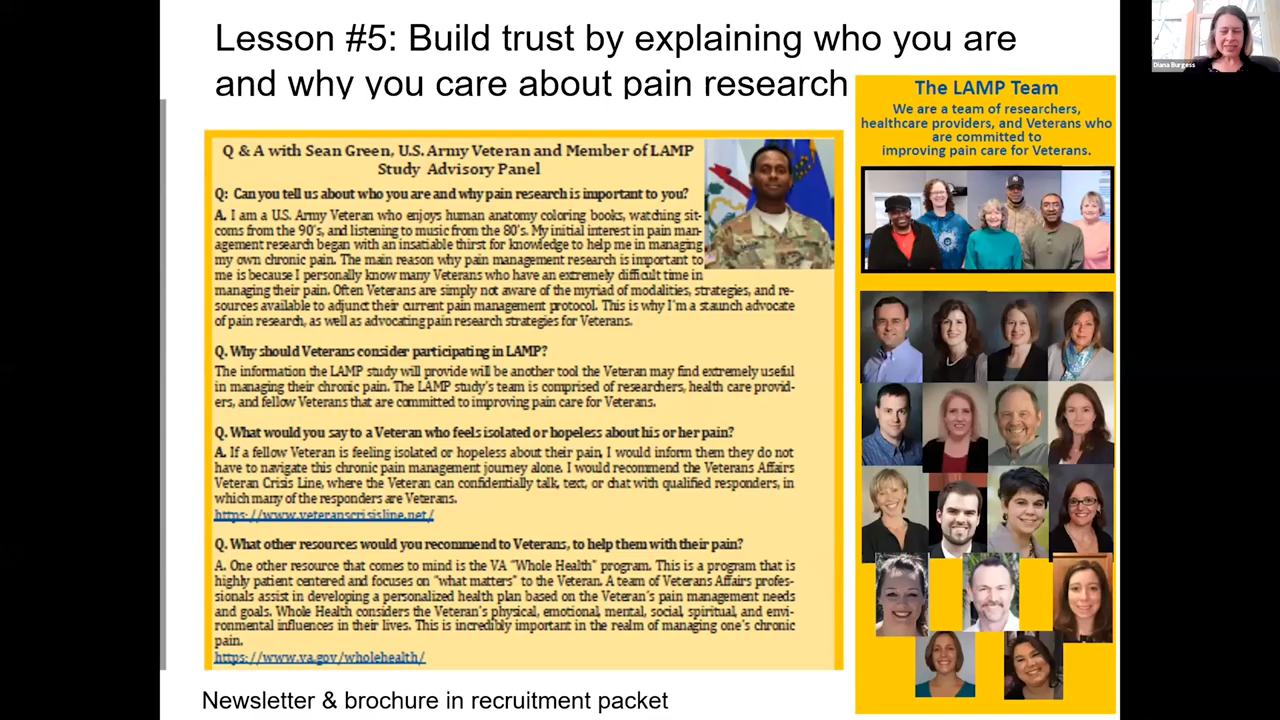 Lesson #5: Build trust by explaining who you are
and why you care about pain research
Q & A with Sean Green, U.S. Army Veteran and Member of LAMP
Study Advisory Panel
Q: Can you tell us about who you are and why pain research is important to you?
A. I am a U.S. Army Veteran who enjoys human anatomy coloring books, watching sit-
coms from the 90's, and listening to music from the 80's. My initial interest in pain man-
agement research began with an insatiable thirst for knowledge to help me in managing
my own chronic pain. The main reason why pain management research is important to
me is because I personally know many Veterans who have an extremely difficult time in
managing their pain. Often Veterans are simply not aware of the myriad of modalities, strategies, and re-
sources available to adjunct their current pain management protocol. This is why I'm a staunch advocate
of pain research, as well as advocating pain research strategies for Veterans.
Q. Why should Veterans consider participating in LAMP?
The information the LAMP study will provide will be another tool the Veteran may find extremely useful
in managing their chronic pain. The LAMP study's team is comprised of researchers, health care provid-
ers, and fellow Veterans that are committed to improving pain care for Veterans.
Q. What would you say to a Veteran who feels isolated or hopeless about his or her pain?
A. If a fellow Veteran is feeling isolated or hopeless about their pain, I would inform them they do not
have to navigate this chronic pain management journey alone. I would recommend the Veterans Affairs
Veteran Crisis Line, where the Veteran can confidentially talk, text, or chat with qualified responders, in
which many of the responders are Veterans.
https://www.veteranscrisisline.net/
Q. What other resources would you recommend to Veterans, to help them with their pain?
A. One other resource that comes to mind is the VA "Whole Health" program. This is a program that is
highly patient centered and focuses on "what matters" to the Veteran. A team of Veterans Affairs profes-
sionals assist in developing a personalized health plan based on the Veteran's pain management needs
and goals. Whole Health considers the Veteran's physical, emotional, mental, social, spiritual, and envi-
ronmental influences in their lives. This is incredibly important in the realm of managing one's chronic
pain.
https://www.va.gov/wholehealth/
Newsletter & brochure in recruitment packet
The LAMP Team
We are a team of researchers,
healthcare providers, and Veterans who
are committed to
improving pain care for Veterans.
Diana Burgess